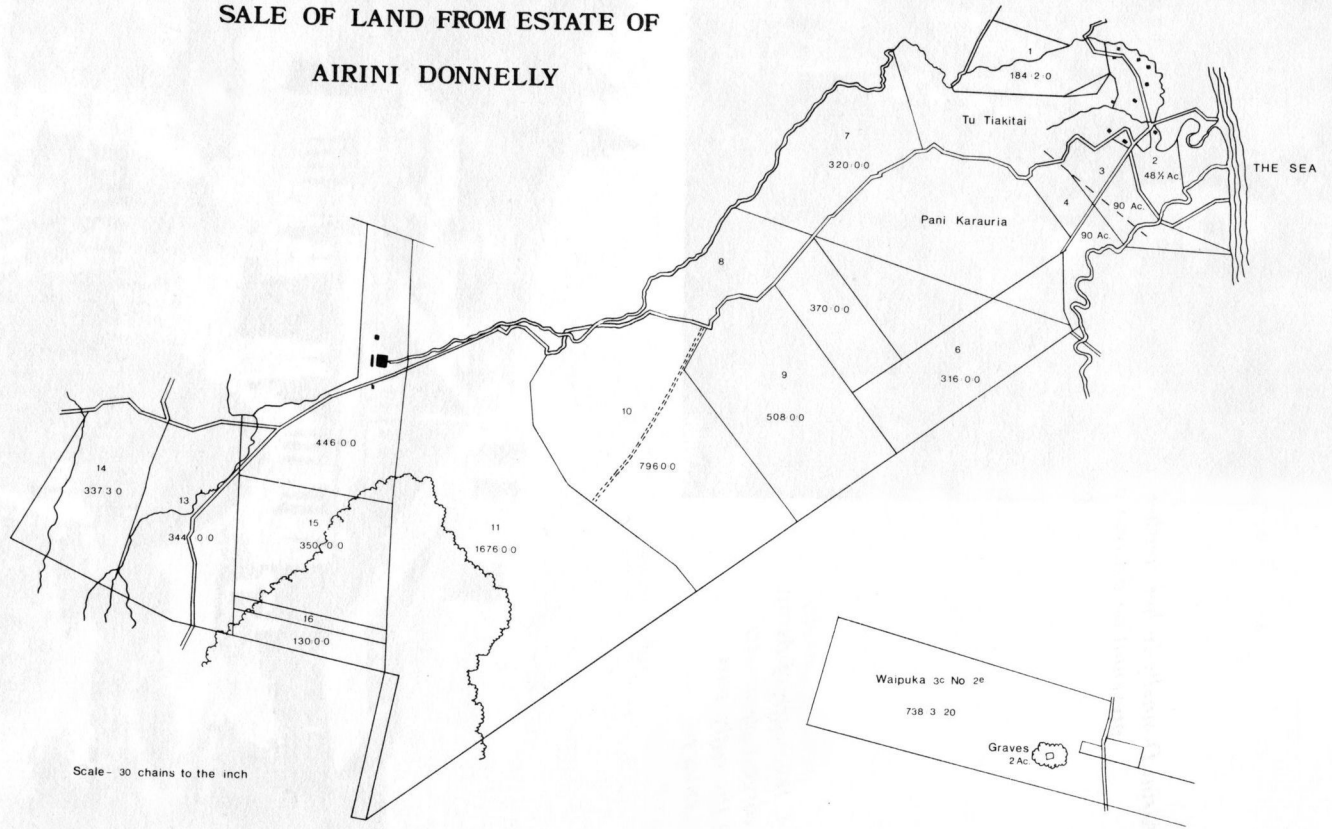 SALE OF LAND FROM ESTATE OF
AIRINI DONNELLY
1
184·2·0
Tu Tiakitai
7
320·0·0
THE SEA
2
48½ Ac.
3
4
90 Ac.
90 Ac.
Pani Karauria
8
370·0·0
6
316·0·0
9
508·0·0
10
796·0·0
446·0·0
14
337·3·0
13
344·0·0
15
350·0·0
11
1676·0·0
16
130·0·0
Waipuka 3c No 2e
738 3 20
Graves
2 Ac.
Scale- 30 chains to the inch